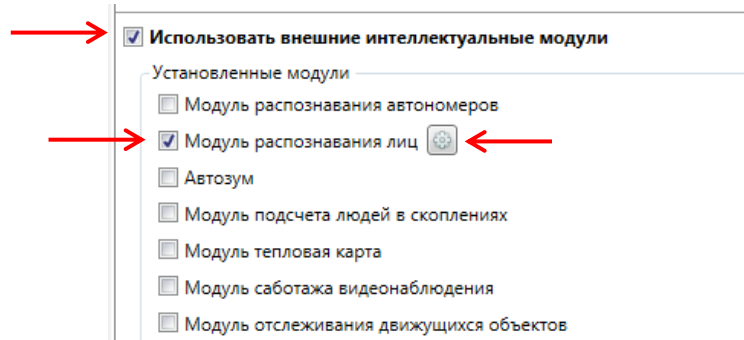 Использовать внешние интеллектуальные модули
Установленные модули
Модуль распознавания автономеров
Модуль распознавания лиц
Автозум
Модуль подсчета людей в скоплениях
Модуль тепловая карта
Модуль саботажа видеонаблюдения
Модуль отслеживания движущихся объектов